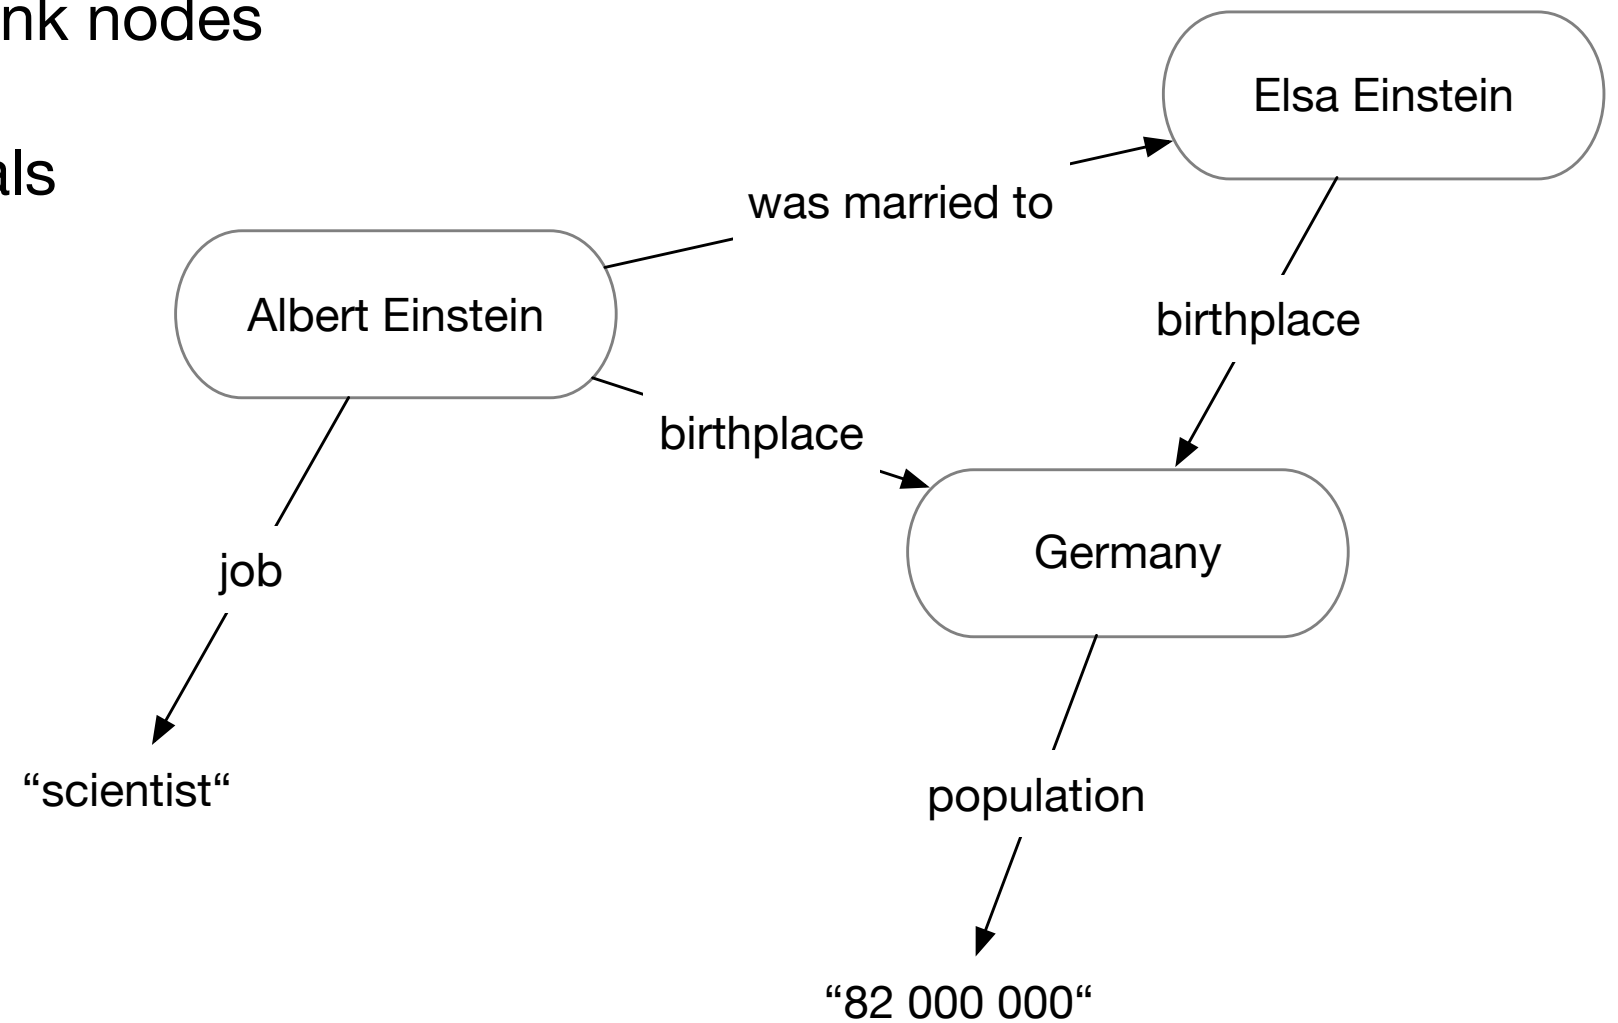 nk nodes
als
Elsa Einstein
was married to
Albert Einstein
birthplace
birthplace
Germany
job
“scientist“
population
“82 000 000“